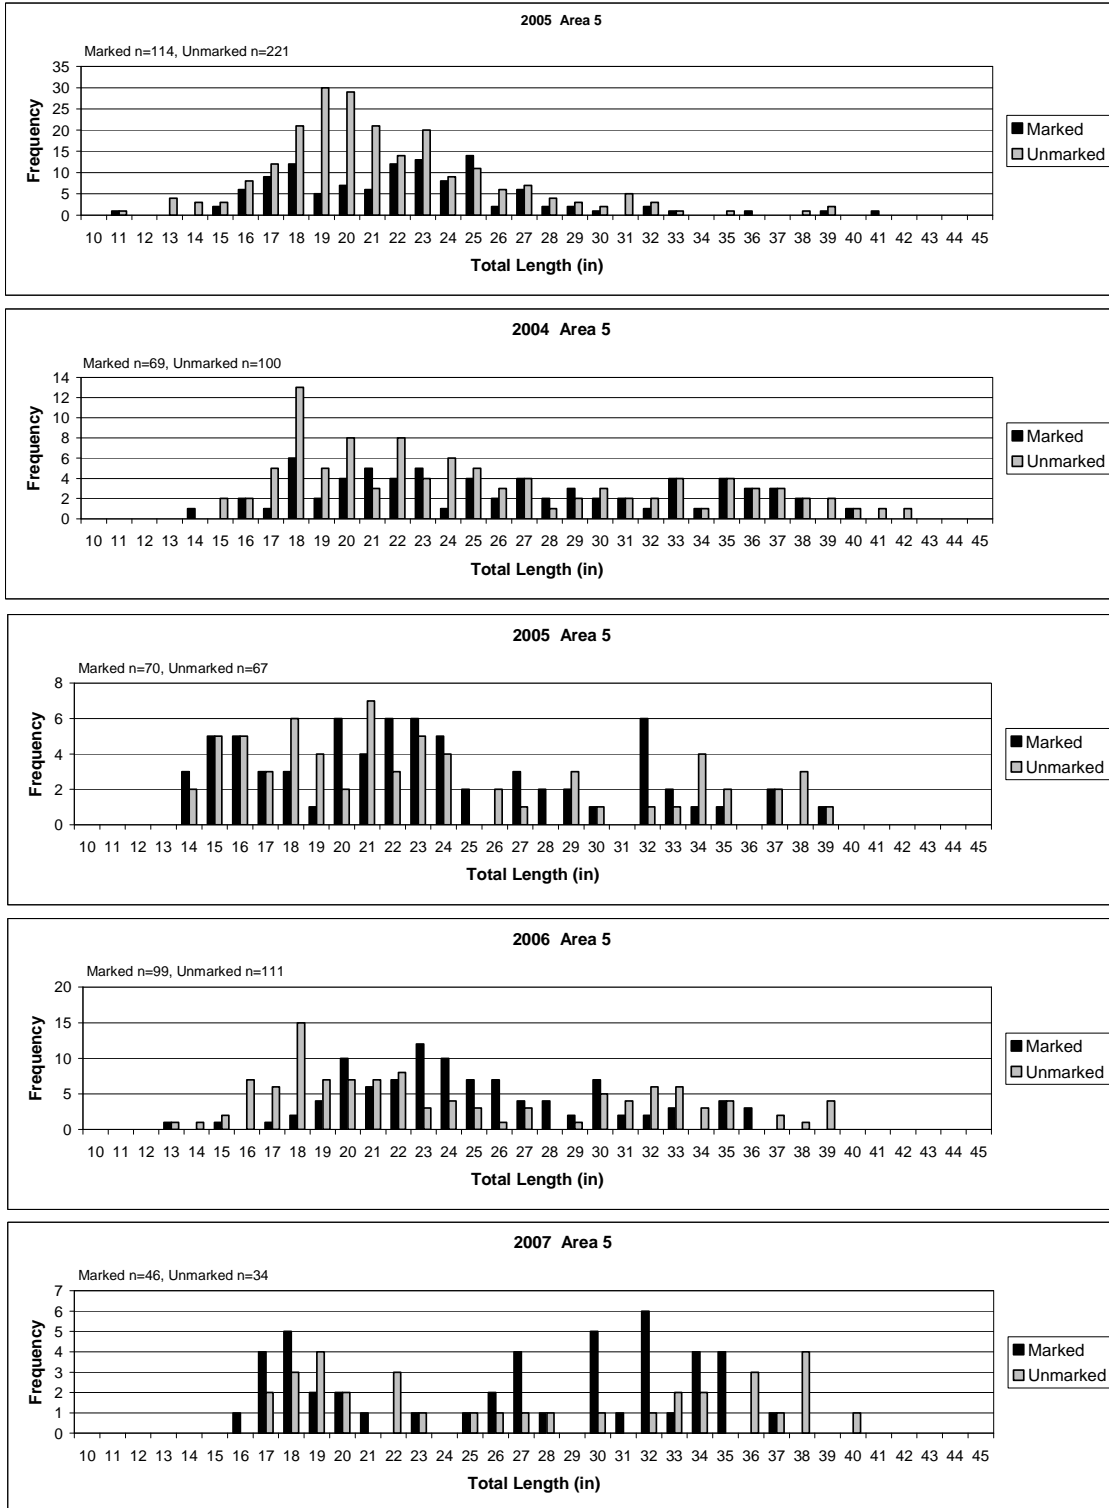 2005 Area 5
Marked n=114, Unmarked n=221
Frequency
35
30
25
20
15
10
5
0
10 11 12 13 14 15 16 17 18 19 20 21 22 23 24 25 26 27 28 29 30 31 32 33 34 35 36 37 38 39 40 41 42 43 44 45
Total Length (in)
Marked
Unmarked
2004 Area 5
Marked n=69, Unmarked n=100
Frequency
14
12
10
8
6
4
2
0
10 11 12 13 14 15 16 17 18 19 20 21 22 23 24 25 26 27 28 29 30 31 32 33 34 35 36 37 38 39 40 41 42 43 44 45
Total Length (in)
Marked
Unmarked
2005 Area 5
Marked n=70, Unmarked n=67
Frequency
8
6
4
2
0
10 11 12 13 14 15 16 17 18 19 20 21 22 23 24 25 26 27 28 29 30 31 32 33 34 35 36 37 38 39 40 41 42 43 44 45
Total Length (in)
Marked
Unmarked
2006 Area 5
Marked n=99, Unmarked n=111
Frequency
20
15
10
5
0
10 11 12 13 14 15 16 17 18 19 20 21 22 23 24 25 26 27 28 29 30 31 32 33 34 35 36 37 38 39 40 41 42 43 44 45
Total Length (in)
Marked
Unmarked
2007 Area 5
Marked n=46, Unmarked n=34
Frequency
7
6
5
4
3
2
1
0
10 11 12 13 14 15 16 17 18 19 20 21 22 23 24 25 26 27 28 29 30 31 32 33 34 35 36 37 38 39 40 41 42 43 44 45
Total Length (in)
Marked
Unmarked